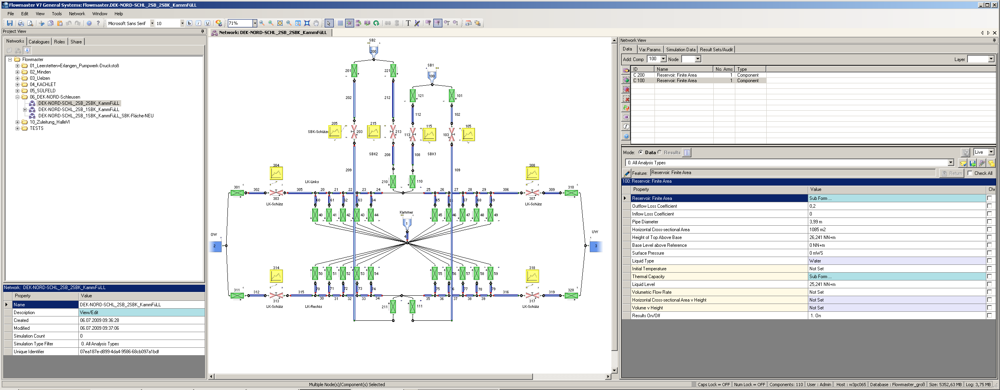 Flowmaster V7 General Systems: Flowmaster.DEK-NORD-SCHL_2SB_2SBK_KammFüLL
File Edit View Tools Network Window Help
Microsoft Sans Serif 10 b i U 71%
Project View
Networks Catalogues Roles Share
Flowmaster
01_Leerstetten+Erlangen_Pumpwerk-Druckstoß
02_Minden
03_Uelzen
04_KACHLET
05_SÜLFELD
06_DEK-NORD-Schleusen
DEK-NORD-SCHL_2SB_2SBK_KammFüLL
DEK-NORD-SCHL_2SB_1SBK_KammFüLL
DEK-NORD-SCHL_2SB_1SBK_KammFüLL_SBK-Fläche-NEU
10_Zuleitung_HalleVI
TESTS
Network: DEK-NORD-SCHL_2SB_2SBK_KammFüLL
Property Value
Name DEK-NORD-SCHL_2SB_2SBK_KammFüLL
Description View/Edit
Created 06.07.2009 09:36:28
Modified 06.07.2009 09:37:06
Simulation Count 0
Simulation Type Filter 0. All Analysis Types
Unique Identifier 07ea187e-d899-4da4-9586-68cb097a1bdf
Network: DEK-NORD-SCHL_2SB_2SBK_KammFüLL
SB2
200
SB1
201 221
100
121 101
202 212
112 102
205 215 115 105
SBK-Schütze 203 213 113 103
SBK2 208 108 SBK1
304 308
209 109
LK-Links 210 110
301 302 305 20 21 22 23 24 25 26 27 28 29 306 309 310
303 307
60 61 62 63 64 65 67 68 69
LK-Schütz LK-Schütz
Kammer
40 41 42 43 44 45 46 47 48 49
1
4
OW UW
2 3
314 318
50 51 52 53 54 55 56 57 58 59
70 71 72 73 74 75 76 77 78 79
311 312 315 316 319 320
30 31 32 33 34 35 36 37 38 39
313 317
LK-Schütz LK-Rechts 211 111 LK-Schütz
Network View
Data Var.Params. Simulation Data Result Sets/Audit
Add: Comp 100 Node Layer
ID Name No. Arms Type
C 200 Reservoir: Finite Area 1 Component
C 100 Reservoir: Finite Area 1 Component
Mode: Data Results Live
0. All Analysis Types
Feature: Reservoir: Finite Area Return Check All
100: Reservoir: Finite Area
Property Value Che
Reservoir: Finite Area Sub Form ...
Outflow Loss Coefficient 0,2
Inflow Loss Coefficient 0
Pipe Diameter 3,99 m
Horizontal Cross-sectional Area 1085 m2
Height of Top Above Base 26,241 NN+m
Base Level above Reference 0 NN+m
Surface Pressure 0 mWS
Liquid Type Water
Initial Temperature Not Set
Thermal Capacity Sub Form ...
Liquid Level 25,241 NN+m
Volumetric Flow Rate Not Set
Horizontal Cross-sectional Area v Height Not Set
Volume v Height Not Set
Results On/Off 1. On
Multiple Node(s)/Component(s) Selected Caps Lock = OFF Num Lock = OFF Components: 110 User : Admin Host : w3pc065 Database : Flowmaster_groß Size: 5352,63 MB Log: 3,75 MB